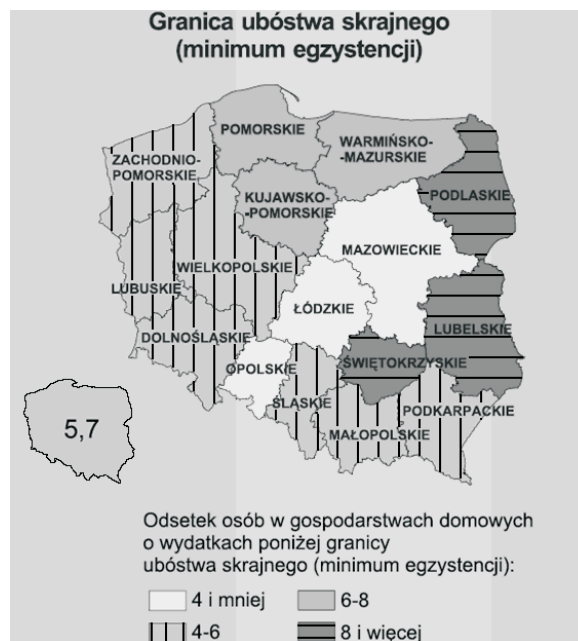 Granica ubóstwa skrajnego
(minimum egzystencji)
POMORSKIE
WARMIŃSKO-
-MAZURSKIE
ZACHODNIO-
POMORSKIE
KUJAWSKO-
-POMORSKIE
PODLASKIE
MAZOWIECKIE
WIELKOPOLSKIE
LUBUSKIE
ŁÓDZKIE
LUBELSKIE
DOLNOŚLĄSKIE
OPOLSKIE
ŚWIĘTOKRZYSKIE
ŚLĄSKIE
PODKARPACKIE
MAŁOPOLSKIE
5,7
Odsetek osób w gospodarstwach domowych
o wydatkach poniżej granicy
ubóstwa skrajnego (minimum egzystencji):
4 i mniej
6-8
4-6
8 i więcej